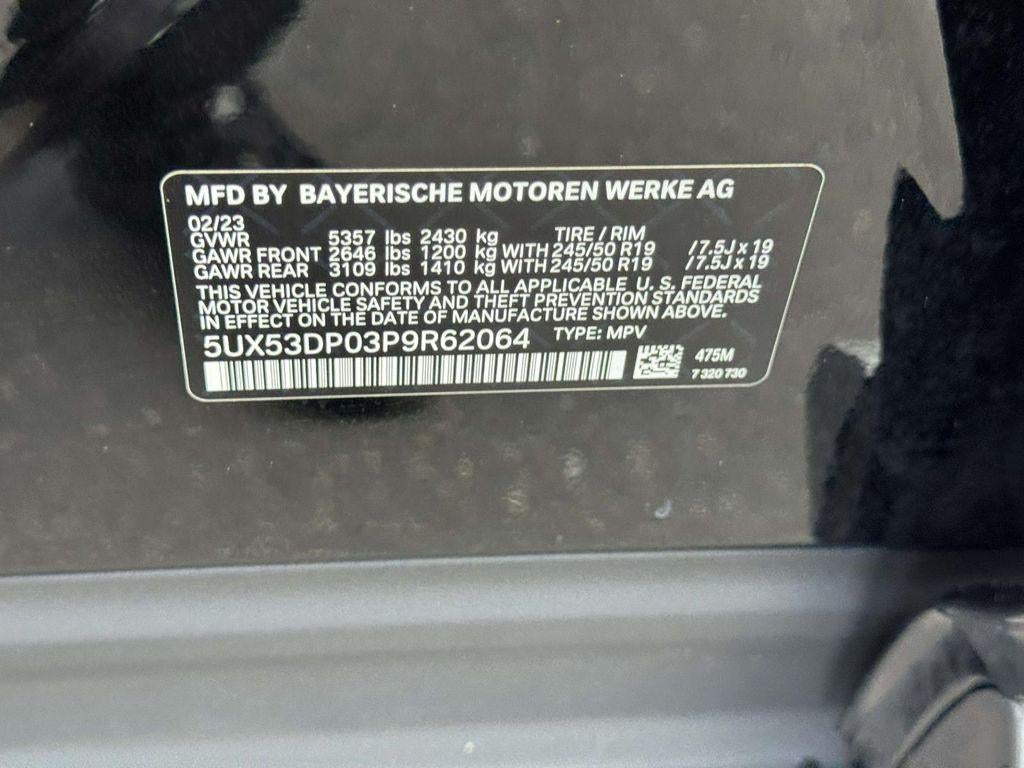 MFD BY BAYERISCHE MOTOREN WERKE AG
02/23
GVWR 5357 lbs 2430 kg TIRE / RIM
GAWR FRONT 2646 lbs 1200 kg WITH 245/50 R19 /7.5J x 19
GAWR REAR 3109 lbs 1410 kg WITH 245/50 R19 /7.5J x 19
THIS VEHICLE CONFORMS TO ALL APPLICABLE U. S. FEDERAL
MOTOR VEHICLE SAFETY AND THEFT PREVENTION STANDARDS
IN EFFECT ON THE DATE OF MANUFACTURE SHOWN ABOVE.
5UX53DP03P9R62064 TYPE: MPV
475M
7 320 730